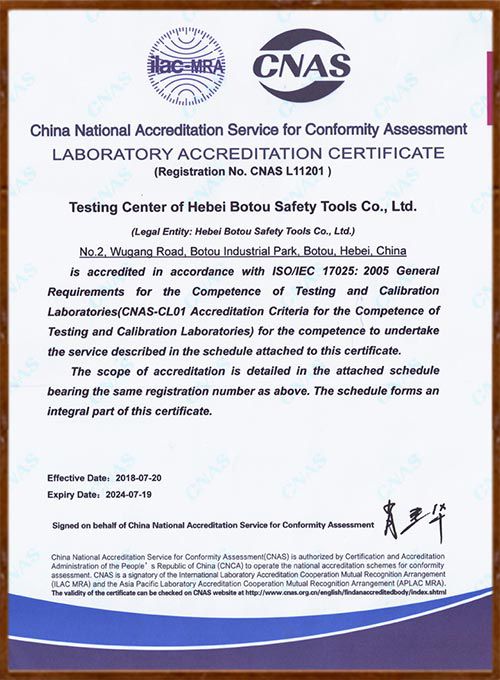 ilac-MRA
CNAS
China National Accreditation Service for Conformity Assessment
LABORATORY ACCREDITATION CERTIFICATE
(Registration No. CNAS L11201 )
Testing Center of Hebei Botou Safety Tools Co., Ltd.
(Legal Entity: Hebei Botou Safety Tools Co., Ltd.)
No.2, Wugang Road, Botou Industrial Park, Botou, Hebei, China
is accredited in accordance with ISO/IEC 17025: 2005 General
Requirements for the Competence of Testing and Calibration
Laboratories(CNAS-CL01 Accreditation Criteria for the Competence of
Testing and Calibration Laboratories) for the competence to undertake
the service described in the schedule attached to this certificate.
The scope of accreditation is detailed in the attached schedule
bearing the same registration number as above. The schedule forms an
integral part of this certificate.
Effective Date: 2018-07-20
Expiry Date: 2024-07-19
Signed on behalf of China National Accreditation Service for Conformity Assessment
China National Accreditation Service for Conformity Assessment(CNAS) is authorized by Certification and Accreditation
Administration of the People's Republic of China (CNCA) to operate the national accreditation schemes for conformity
assessment. CNAS is a signatory of the International Laboratory Accreditation Cooperation Mutual Recognition Arrangement
(ILAC MRA) and the Asia Pacific Laboratory Accreditation Cooperation Mutual Recognition Arrangement (APLAC MRA).
The validity of the certificate can be checked on CNAS website at http://www.cnas.org.cn/english/findanaccreditedbody/index.shtml